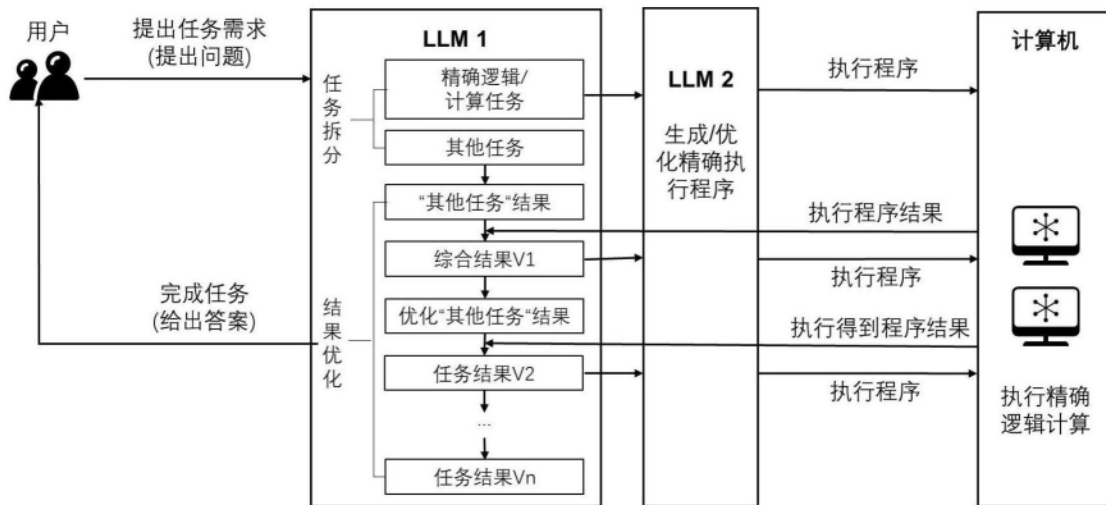 用户
提出任务需求
(提出问题)
完成任务
(给出答案)
LLM 1
任务拆分
精确逻辑/
计算任务
其他任务
结果优化
“其他任务“结果
综合结果V1
优化“其他任务“结果
任务结果V2
...
任务结果Vn
LLM 2
生成/优
化精确执
行程序
执行程序
执行程序结果
执行程序
执行得到程序结果
执行程序
计算机
执行精确
逻辑计算